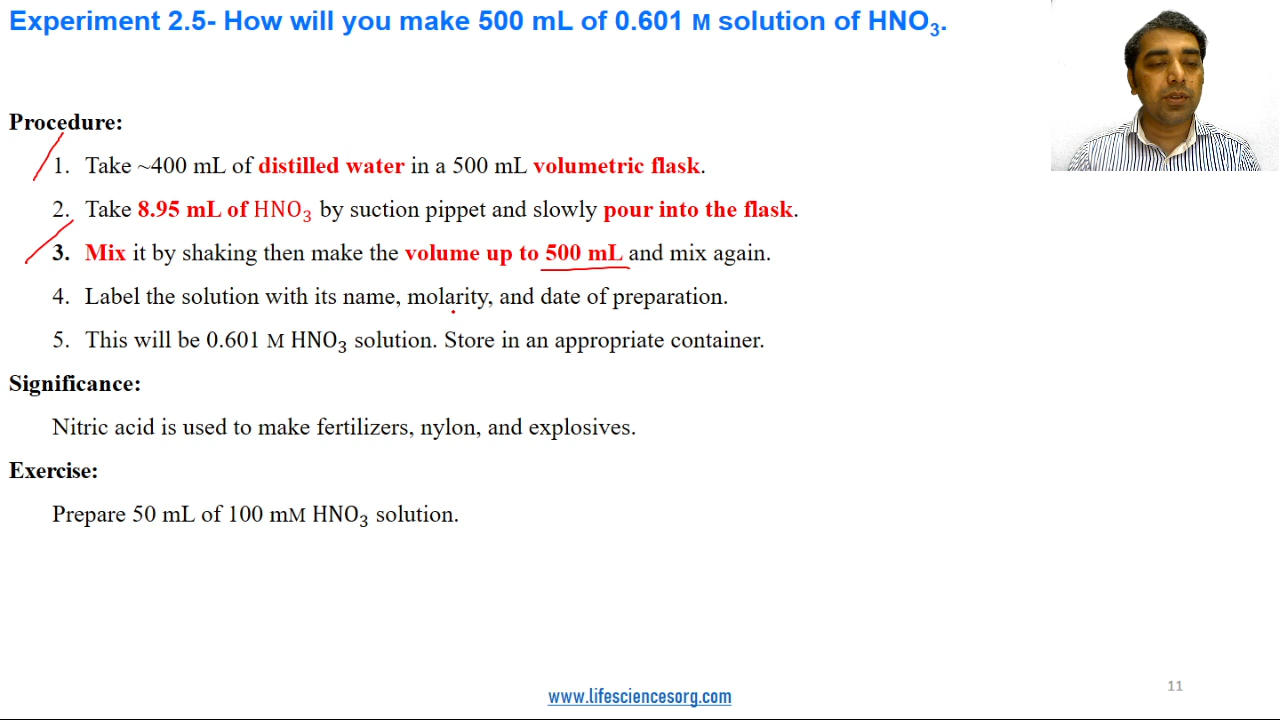 Experiment 2.5- How will you make 500 mL of 0.601 M solution of HNO₃.
Procedure:
1. Take ~400 mL of distilled water in a 500 mL volumetric flask.
2. Take 8.95 mL of HNO₃ by suction pippet and slowly pour into the flask.
3. Mix it by shaking then make the volume up to 500 mL and mix again.
4. Label the solution with its name, molarity, and date of preparation.
5. This will be 0.601 M HNO₃ solution. Store in an appropriate container.
Significance:
Nitric acid is used to make fertilizers, nylon, and explosives.
Exercise:
Prepare 50 mL of 100 mM HNO₃ solution.
11
www.lifesciencesorg.com